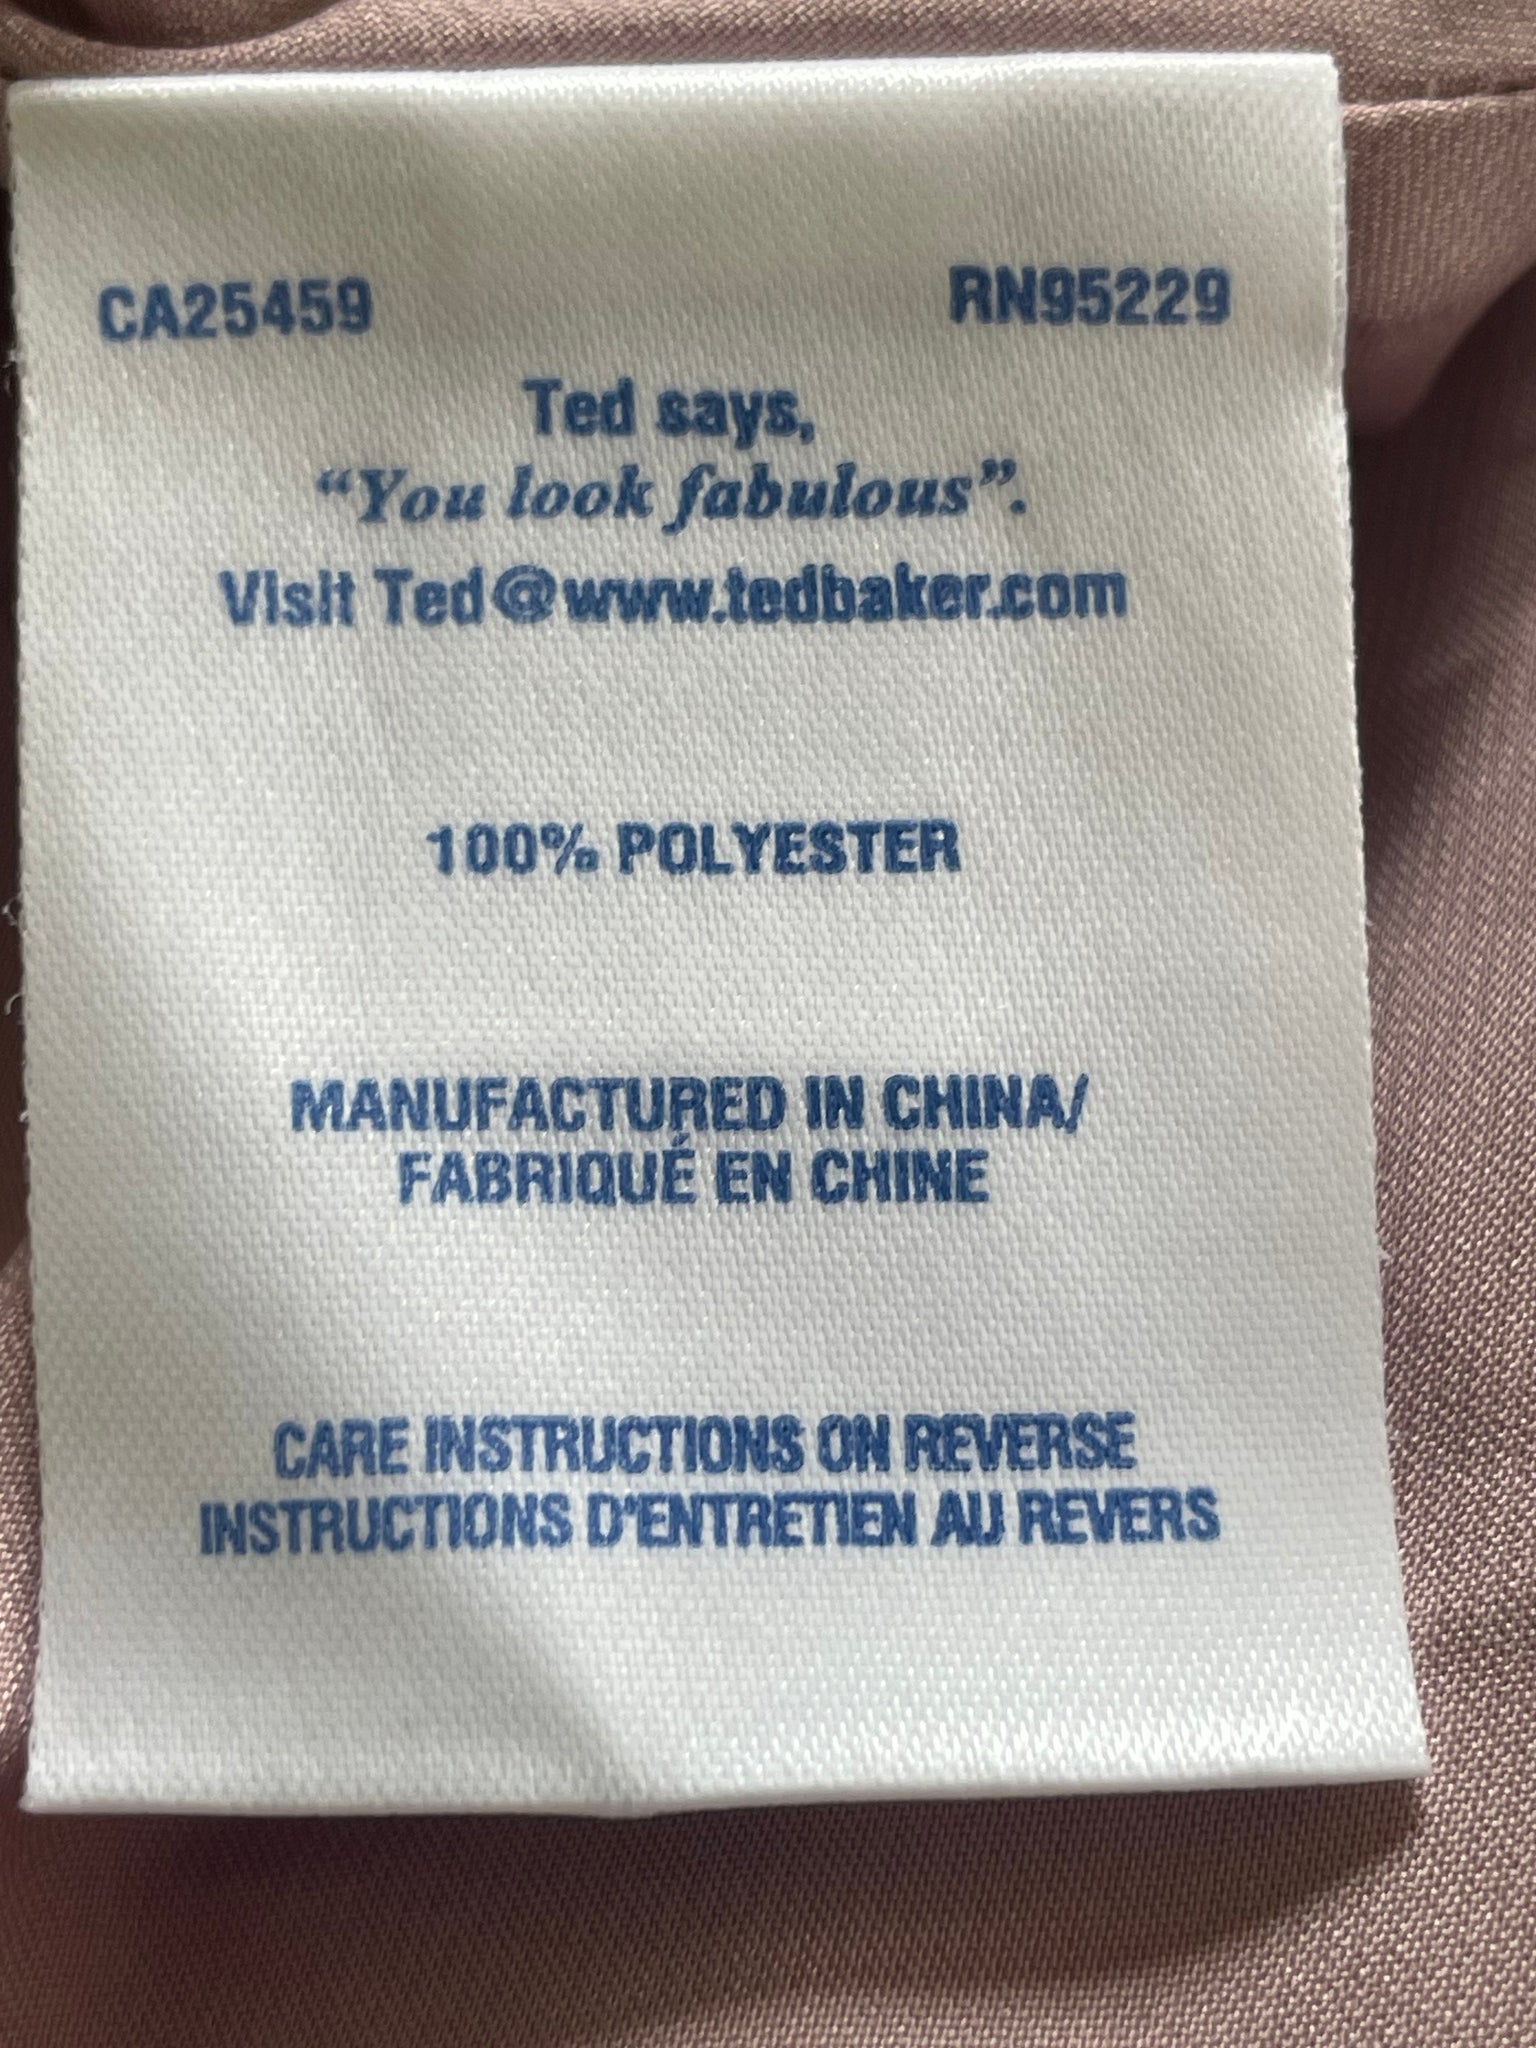 CA25459 RN95229
Ted says,
“You look fabulous”.
Visit Ted@www.tedbaker.com
100% POLYESTER
MANUFACTURED IN CHINA/
FABRIQUÉ EN CHINE
CARE INSTRUCTIONS ON REVERSE
INSTRUCTIONS D'ENTRETIEN AU REVERS